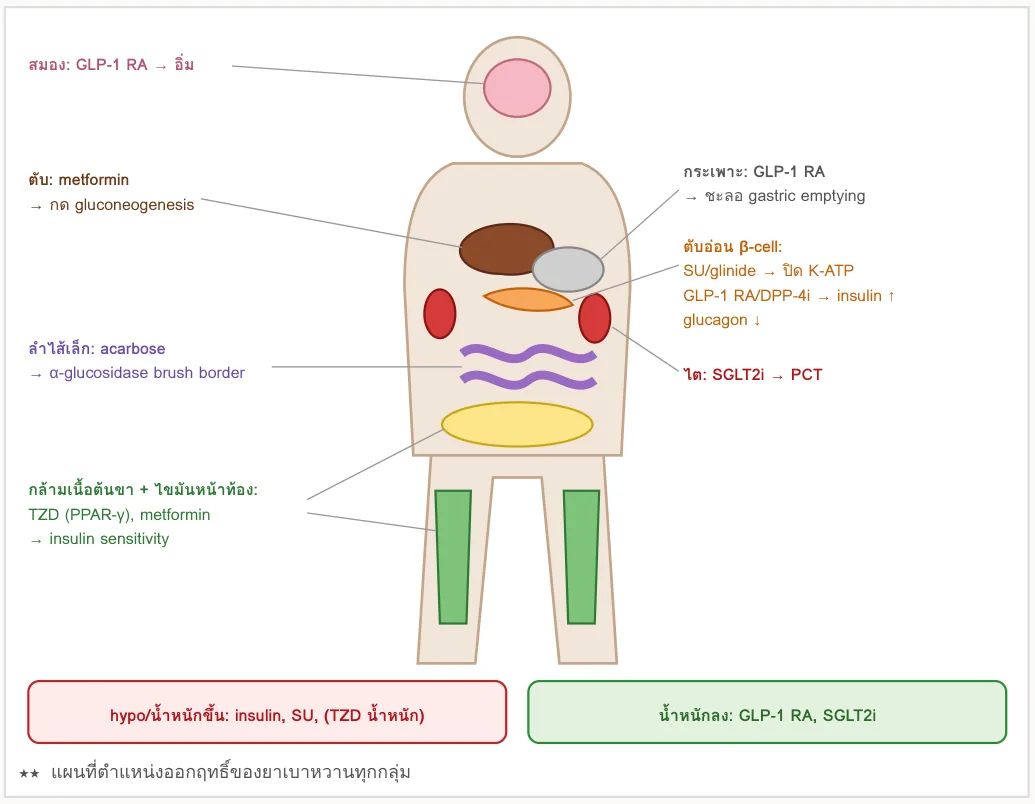 สมอง: GLP-1 RA → อิ่ม
ตับ: metformin
→ กด gluconeogenesis
กระเพาะ: GLP-1 RA
→ ชะลอ gastric emptying
ตับอ่อน β-cell:
SU/glinide → ปิด K-ATP
GLP-1 RA/DPP-4i → insulin ↑
glucagon ↓
ลำไส้เล็ก: acarbose
→ α-glucosidase brush border
ไต: SGLT2i → PCT
กล้ามเนื้อต้นขา + ไขมันหน้าท้อง:
TZD (PPAR-γ), metformin
→ insulin sensitivity
hypo/น้ำหนักขึ้น: insulin, SU, (TZD น้ำหนัก)
น้ำหนักลง: GLP-1 RA, SGLT2i
★★ แผนที่ตำแหน่งออกฤทธิ์ของยาเบาหวานทุกกลุ่ม